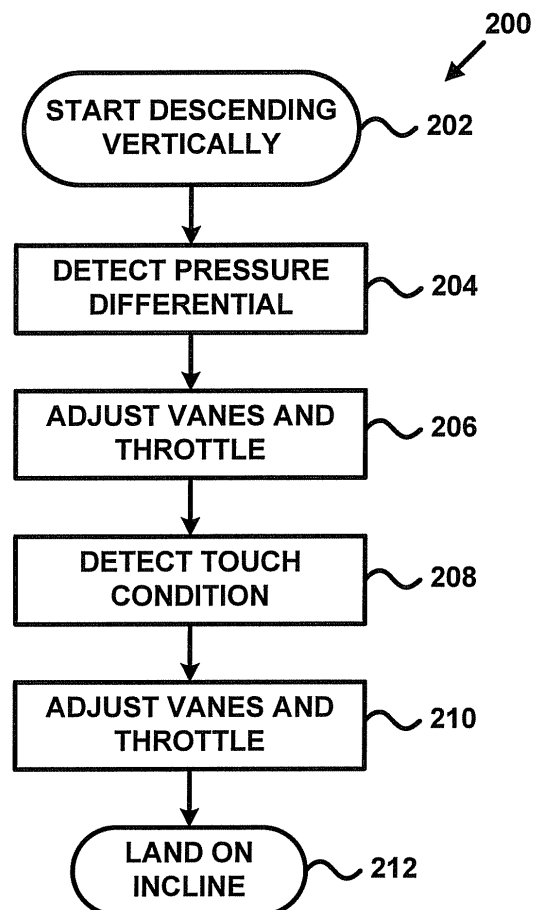 200
START DESCENDING
VERTICALLY
202
DETECT PRESSURE
DIFFERENTIAL
204
ADJUST VANES AND
THROTTLE
206
DETECT TOUCH
CONDITION
208
ADJUST VANES AND
THROTTLE
210
LAND ON
INCLINE
212